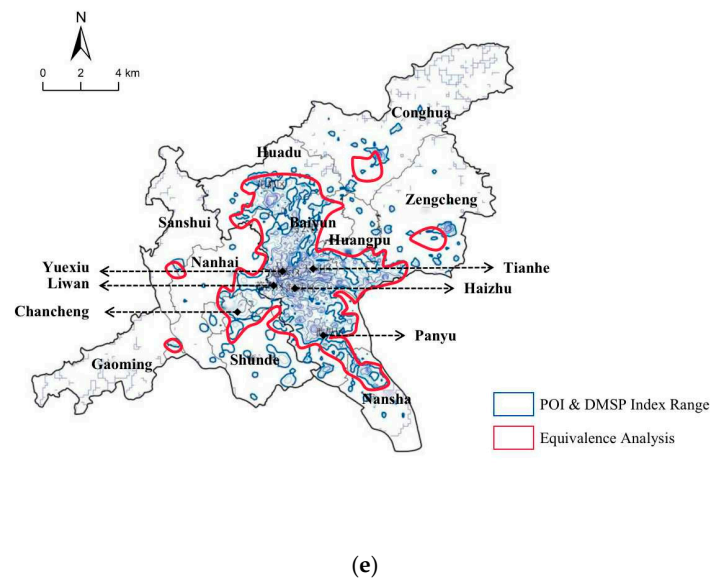 N
0 2 4 km
Conghua
Huadu
Zengcheng
Sanshui
Baiyun
Huangpu
Nanhai
Yuexiu
Tianhe
Liwan
Haizhu
Chancheng
Panyu
Gaoming
Shunde
Nansha
POI & DMSP Index Range
Equivalence Analysis
(e)